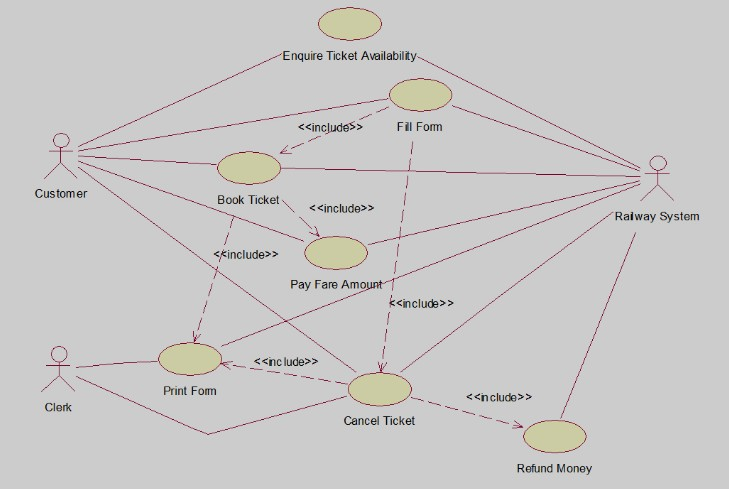 Enquire Ticket Availability
<<include>>
Fill Form
Customer
Book Ticket
<<include>>
Railway System
<<include>>
Pay Fare Amount
<<include>>
<<include>>
Print Form
Clerk
<<include>>
Cancel Ticket
Refund Money